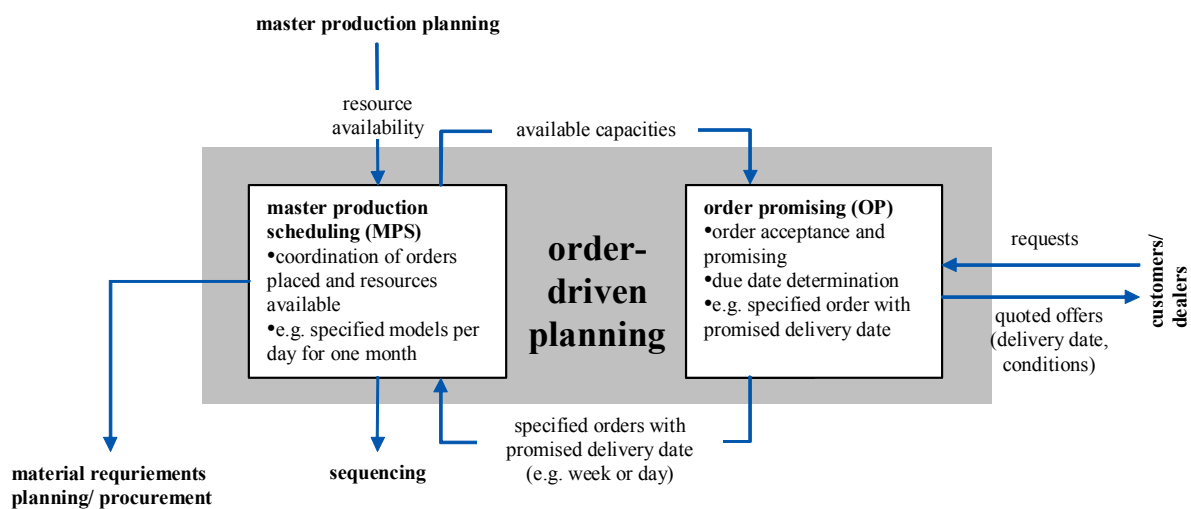 master production planning
resource
availability
available capacities
master production
scheduling (MPS)
•coordination of orders
placed and resources
available
•e.g. specified models per
day for one month
order-
driven
planning
order promising (OP)
•order acceptance and
promising
•due date determination
•e.g. specified order with
promised delivery date
requests
quoted offers
(delivery date,
conditions)
customers/
dealers
specified orders with
promised delivery date
(e.g. week or day)
material requriements
planning/ procurement
sequencing